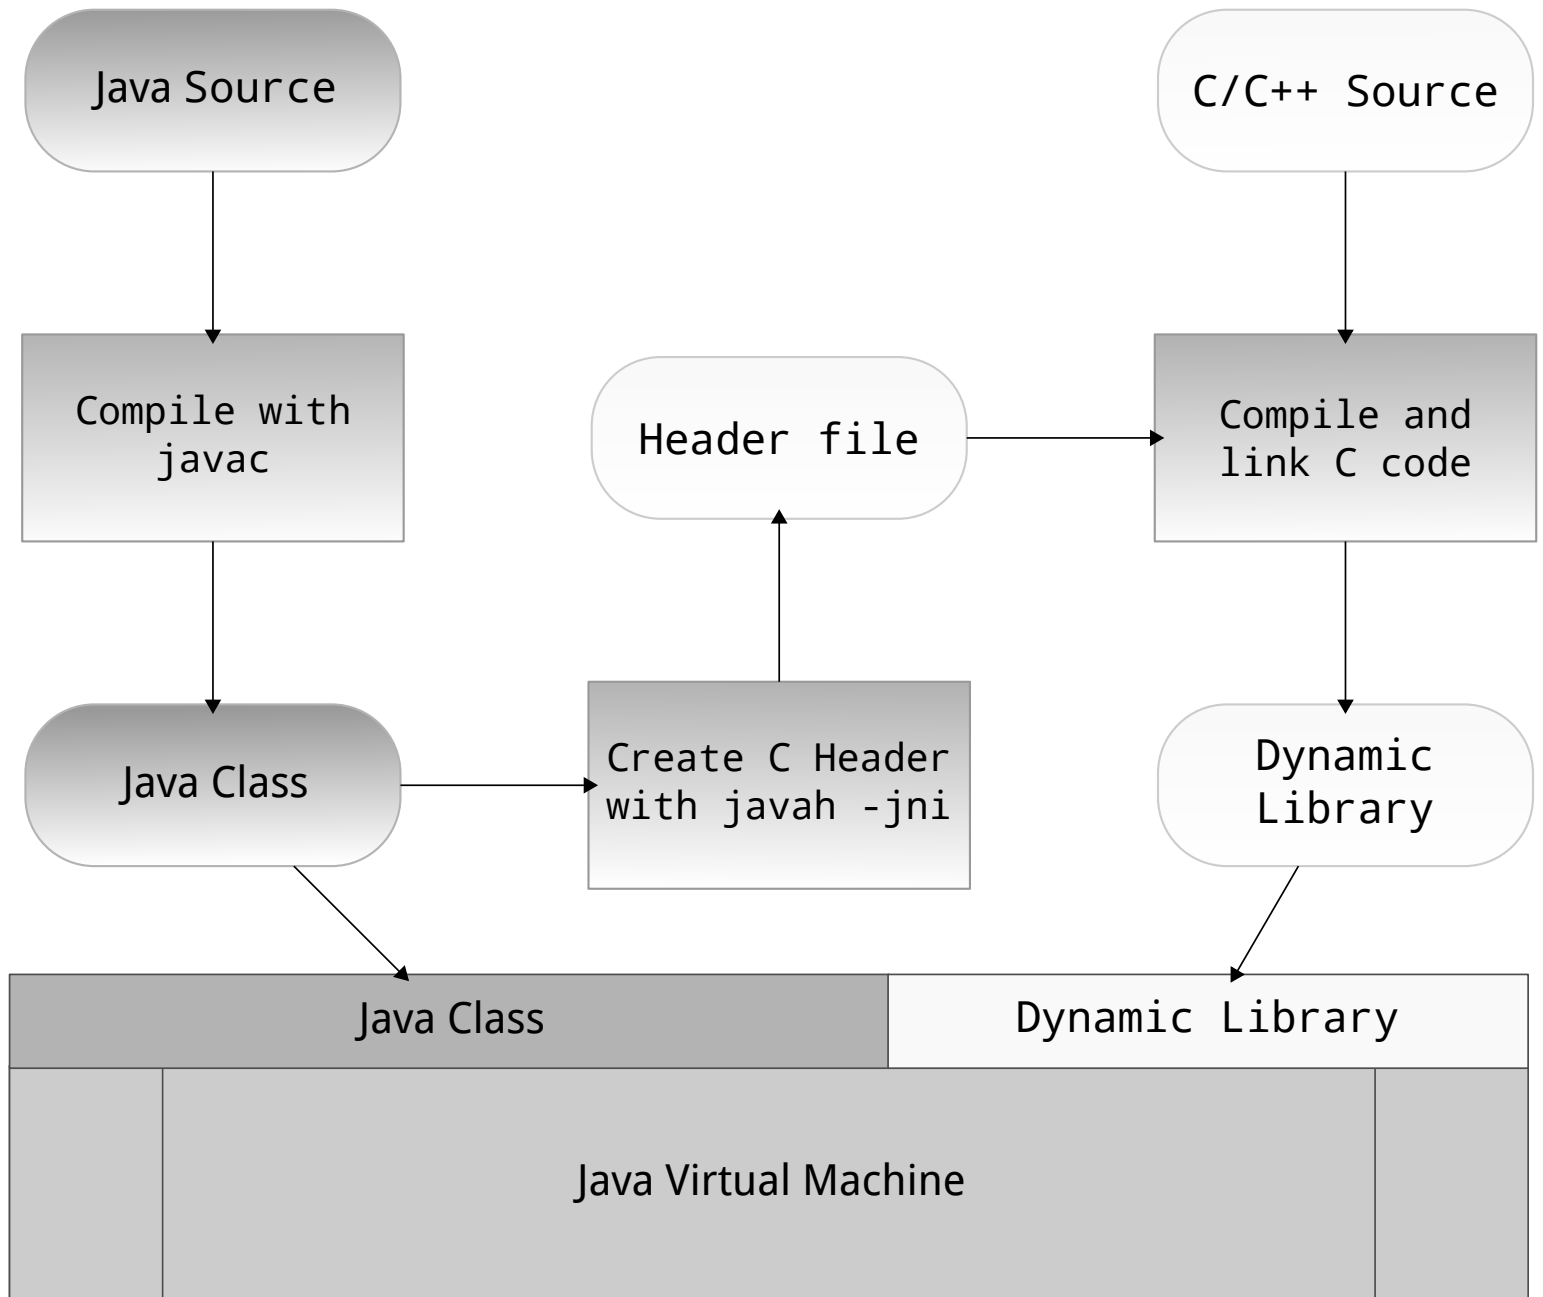 Java Source
C/C++ Source
Compile with
javac
Header file
Compile and
link C code
Java Class
Create C Header
with javah -jni
Dynamic
Library
Java Class
Dynamic Library
Java Virtual Machine